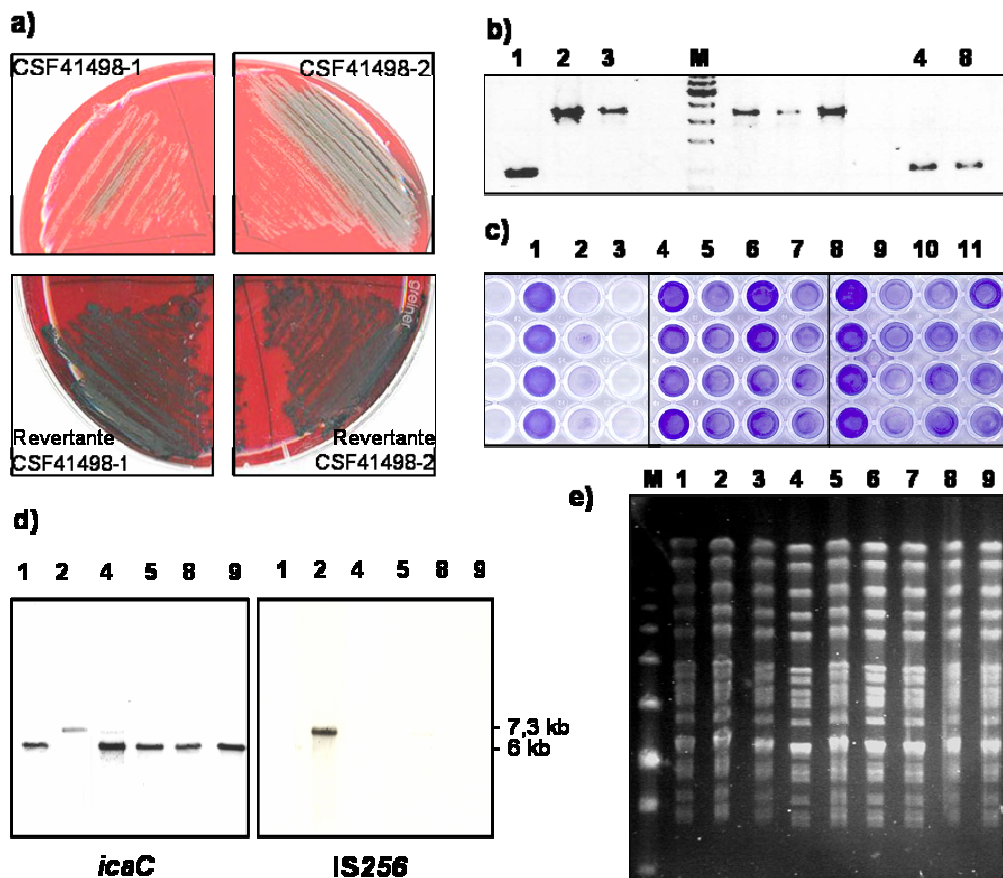 a)
CSF41498-1
CSF41498-2
greiner
Revertante
CSF41498-1
Revertante
CSF41498-2
b)
1 2 3 M 4 8
c)
1 2 3 4 5 6 7 8 9 10 11
d)
1 2 4 5 8 9
1 2 4 5 8 9
7,3 kb
6 kb
icaC
IS256
e)
M 1 2 3 4 5 6 7 8 9